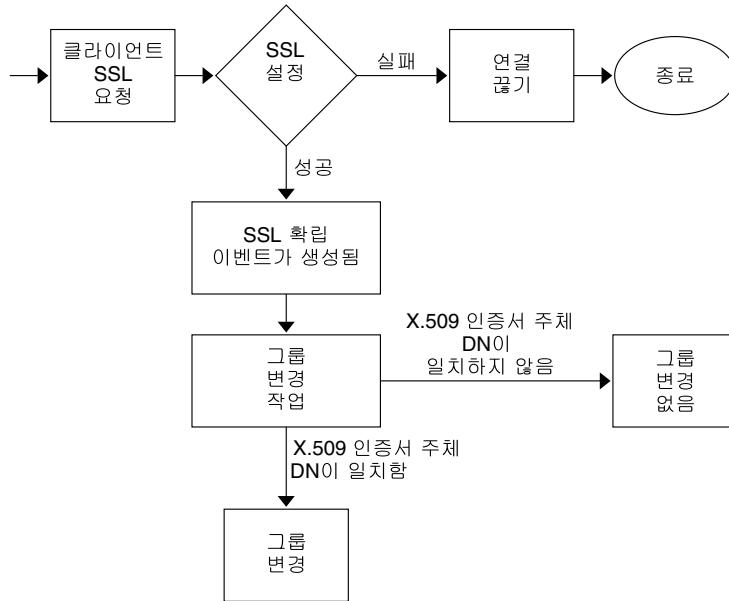 클라이언트
SSL
요청
SSL
설정
실패
연결
끊기
종료
성공
SSL 확립
이벤트가 생성됨
그룹
변경
작업
X.509 인증서 주체
DN이
일치하지 않음
그룹
변경
없음
X.509 인증서 주체
DN이 일치함
그룹
변경